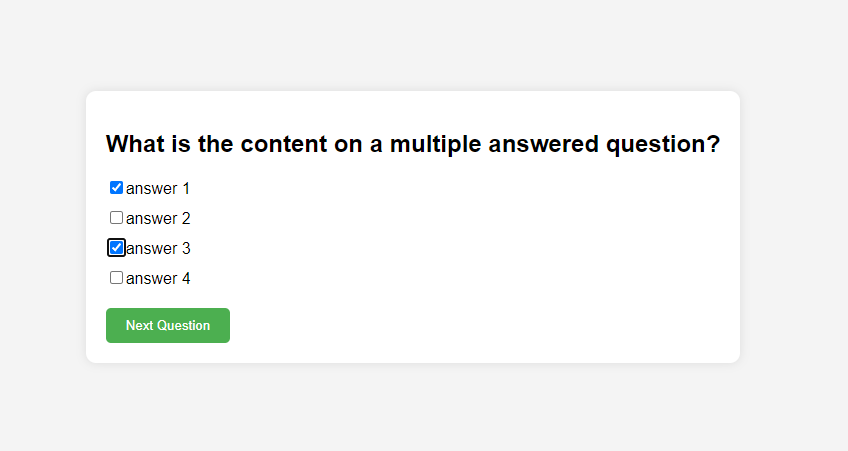 What is the content on a multiple answered question?
answer 1
answer 2
answer 3
answer 4
Next Question